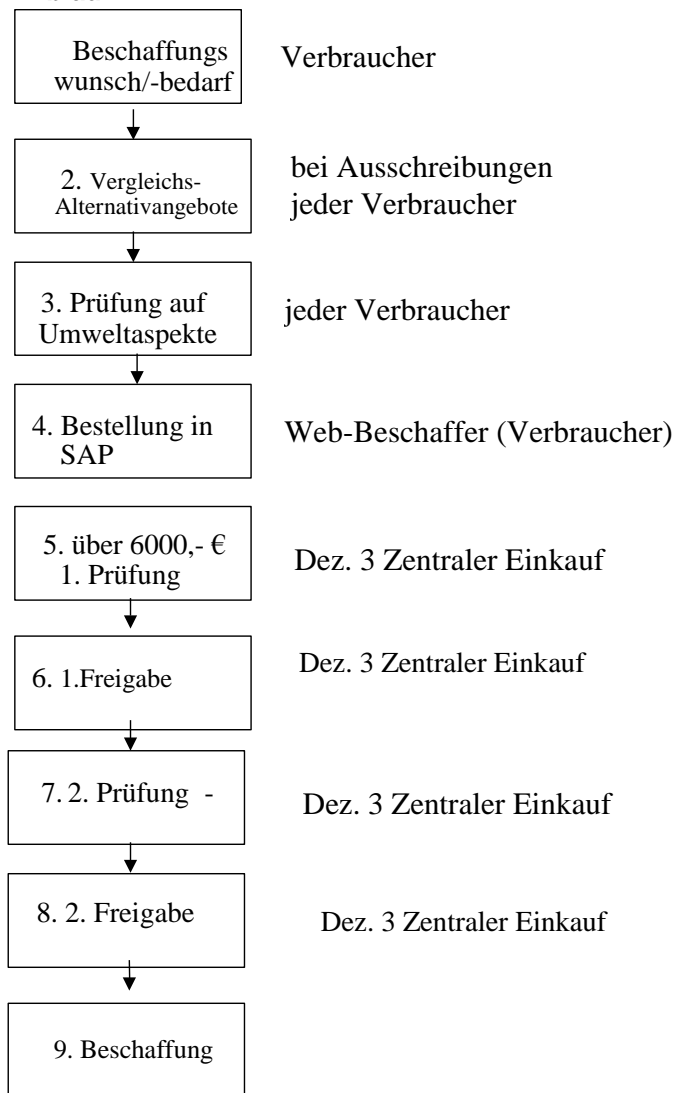 Beschaffungs
wunsch/-bedarf
Verbraucher
2. Vergleichs-
Alternativangebote
bei Ausschreibungen
jeder Verbraucher
3. Prüfung auf
Umweltaspekte
jeder Verbraucher
4. Bestellung in
SAP
Web-Beschaffer (Verbraucher)
5. über 6000,- €
1. Prüfung
Dez. 3 Zentraler Einkauf
6. 1.Freigabe
Dez. 3 Zentraler Einkauf
7. 2. Prüfung -
Dez. 3 Zentraler Einkauf
8. 2. Freigabe
Dez. 3 Zentraler Einkauf
9. Beschaffung